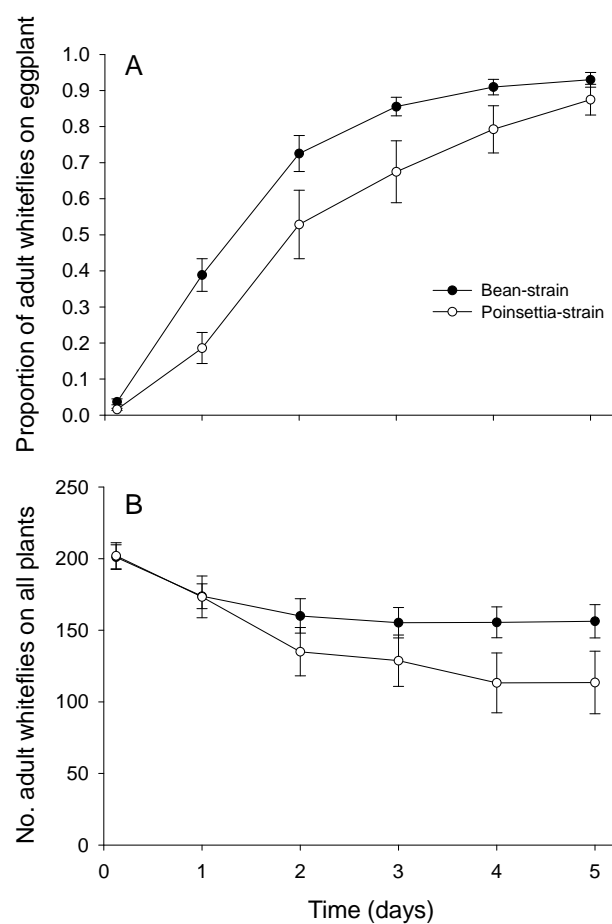 A
Proportion of adult whiteflies on eggplant
1.0
0.9
0.8
0.7
0.6
0.5
0.4
0.3
0.2
0.1
0.0
Bean-strain
Poinsettia-strain
B
No. adult whiteflies on all plants
250
200
150
100
50
0
0 1 2 3 4 5
Time (days)